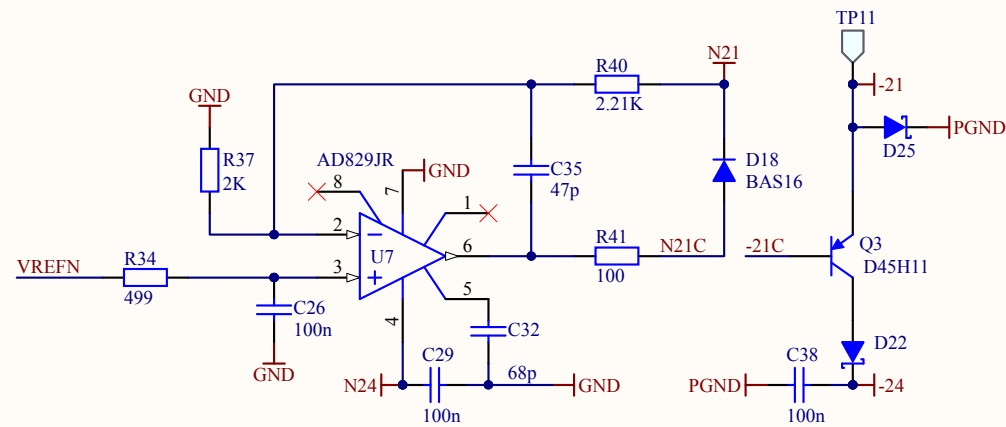 TP11
N21
R40
2.21K
-21
GND
PGND
D25
R37
2K
AD829JR
8
7
GND
C35
47p
D18
BAS16
1
2
U7
6
R41
100
N21C
-21C
Q3
D45H11
VREFN
R34
499
3
5
C26
100n
4
C32
D22
GND
N24
C29
100n
68p
GND
PGND
C38
100n
-24